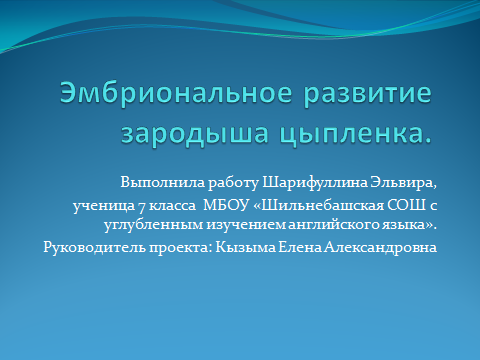 Эмбриональное развитие
зародыша цыпленка.
Выполнила работу Шарифуллина Эльвира,
ученица 7 класса МБОУ «Шильнебашская СОШ с
углубленным изучением английского языка».
Руководитель проекта: Кызыма Елена Александровна